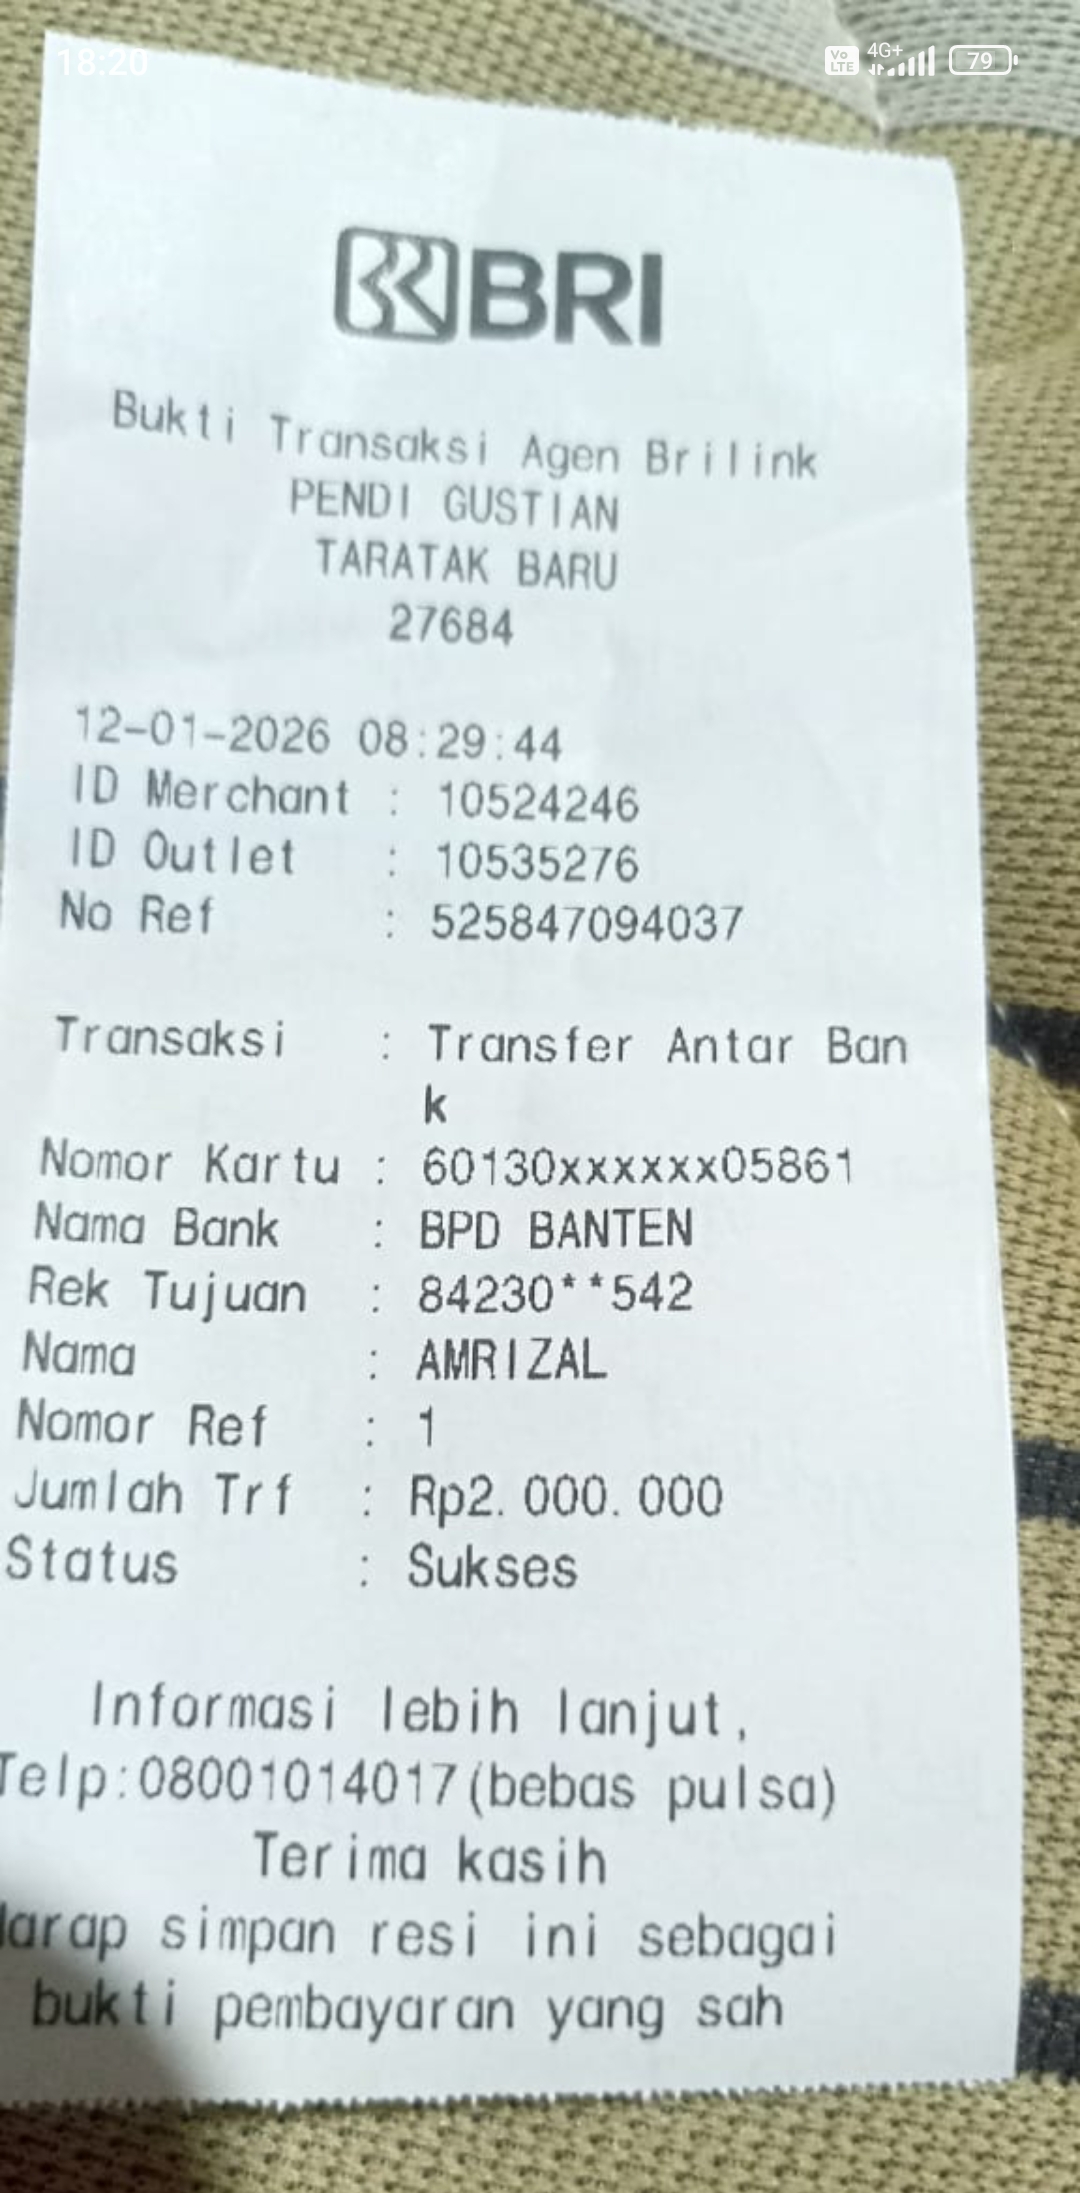 18:20 Vo LTE 4G+ 79
BRI
Bukti Transaksi Agen Brilink
PENDI GUSTIAN
TARATAK BARU
27684
12-01-2026 08:29:44
ID Merchant : 10524246
ID Outlet : 10535276
No Ref : 525847094037
Transaksi : Transfer Antar Ban
k
Nomor Kartu : 60130xxxxxx05861
Nama Bank : BPD BANTEN
Rek Tujuan : 84230**542
Nama : AMRIZAL
Nomor Ref : 1
Jumlah Trf : Rp2.000.000
Status : Sukses
Informasi lebih lanjut,
Telp:08001014017(bebas pulsa)
Terima kasih
Harap simpan resi ini sebagai
bukti pembayaran yang sah